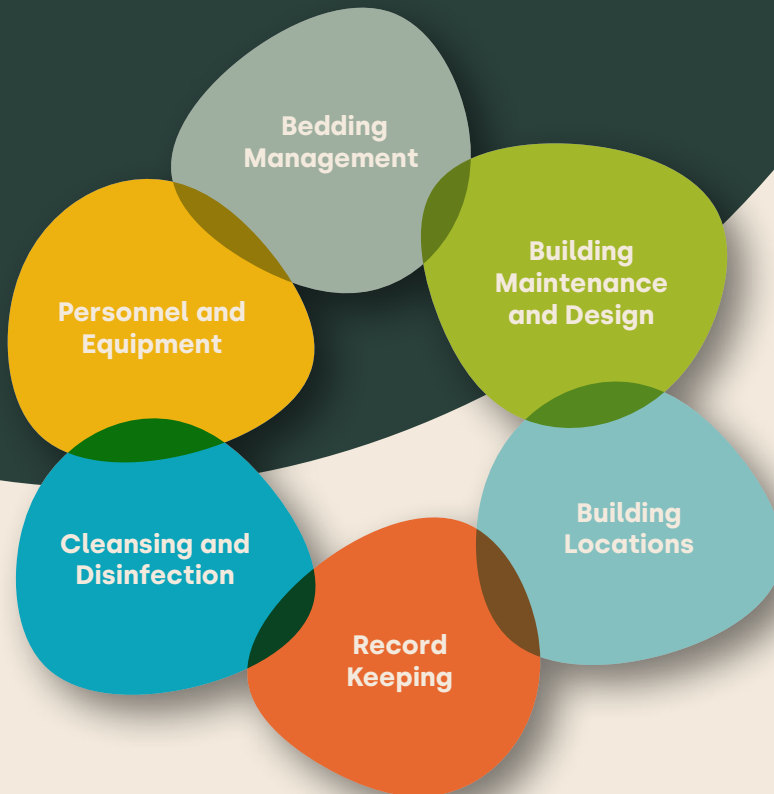 Bedding
Management
Building
Maintenance
and Design
Personnel and
Equipment
Building
Locations
Cleansing and
Disinfection
Record
Keeping